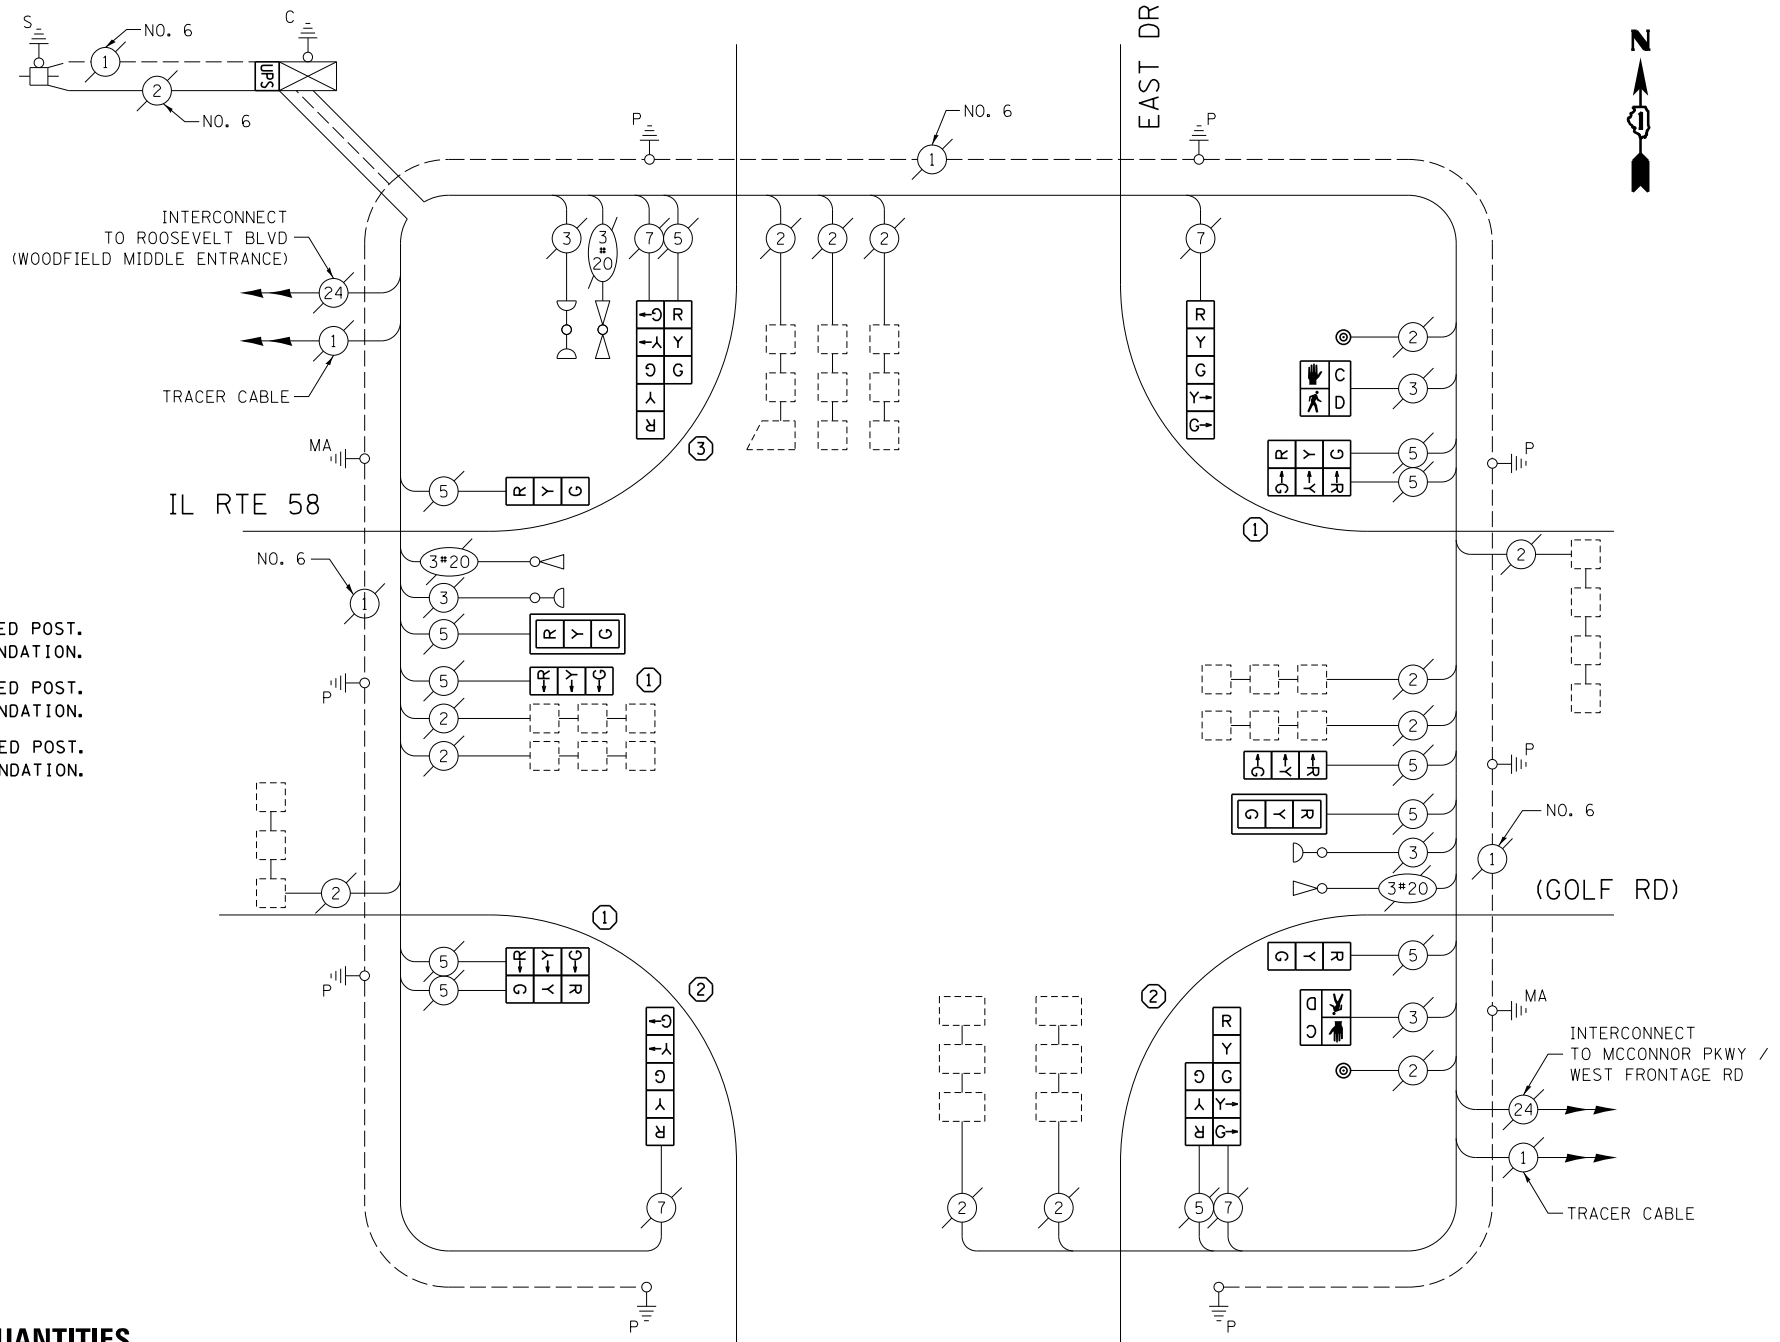 S
NO. 6
1
2
NO. 6
UPS
C
EAST DR
N
1
P
NO. 6
1
P
INTERCONNECT
TO ROOSEVELT BLVD
(WOODFIELD MIDDLE ENTRANCE)
24
1
TRACER CABLE
3
3
#
20
7
5
2
2
2
7
G R
Y Y
G G
Y
R
3
R
Y
G
Y
G
2
C
D
3
R Y G
5
G Y R
5
P
1
MA
5
R Y G
IL RTE 58
NO. 6
1
3#20
3
5
R Y G
5
R Y G
1
2
2
P
2
ED POST.
NDATION.
ED POST.
NDATION.
ED POST.
NDATION.
2
2
2
G Y R
5
G Y R
5
3
3#20
P
NO. 6
1
(GOLF RD)
1
5
R Y G
5
G Y R
P
2
G
Y
G
Y
R
7
P
2
2
2
R
Y
G G
Y Y
R G
5
7
G Y R
5
D
C
3
2
MA
INTERCONNECT
TO MCCONNOR PKWY /
WEST FRONTAGE RD
24
1
TRACER CABLE
P
UANTITIES